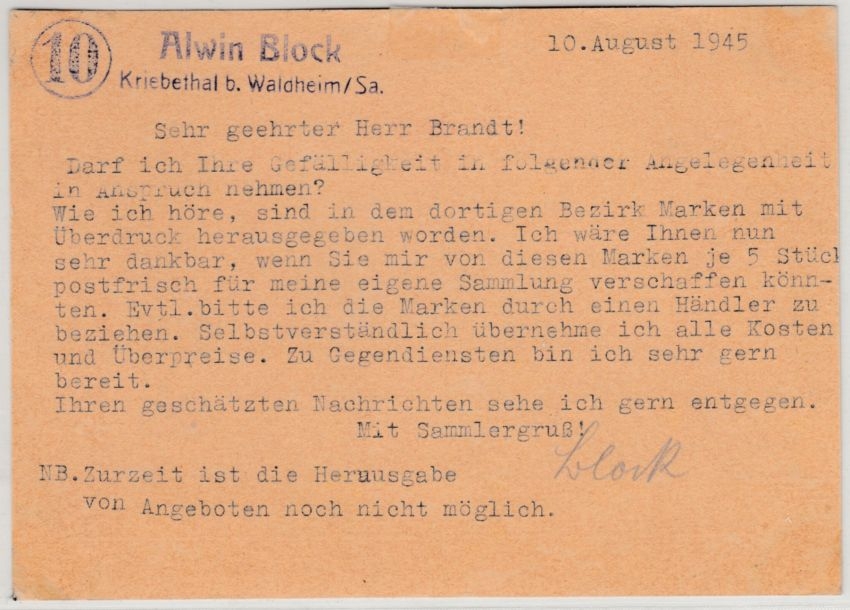 10 Alwin Block
Kriebethal b. Waldheim/Sa.
10.August 1945
Sehr geehrter Herr Brandt!
Darf ich Ihre Gefälligkeit in folgender Angelegenheit
in Anspruch nehmen?
Wie ich höre, sind in dem dortigen Bezirk Marken mit
Überdruck herausgegeben worden. Ich wäre Ihnen nun
sehr dankbar, wenn Sie mir von diesen Marken je 5 Stück
postfrisch für meine eigene Sammlung verschaffen könn-
ten. Evtl.bitte ich die Marken durch einen Händler zu
beziehen. Selbstverständlich übernehme ich alle Kosten
und Überpreise. Zu Gegendiensten bin ich sehr gern
bereit.
Ihren geschätzten Nachrichten sehe ich gern entgegen.
Mit Sammlergruß!
Block
NB.Zurzeit ist die Herausgabe
von Angeboten noch nicht möglich.